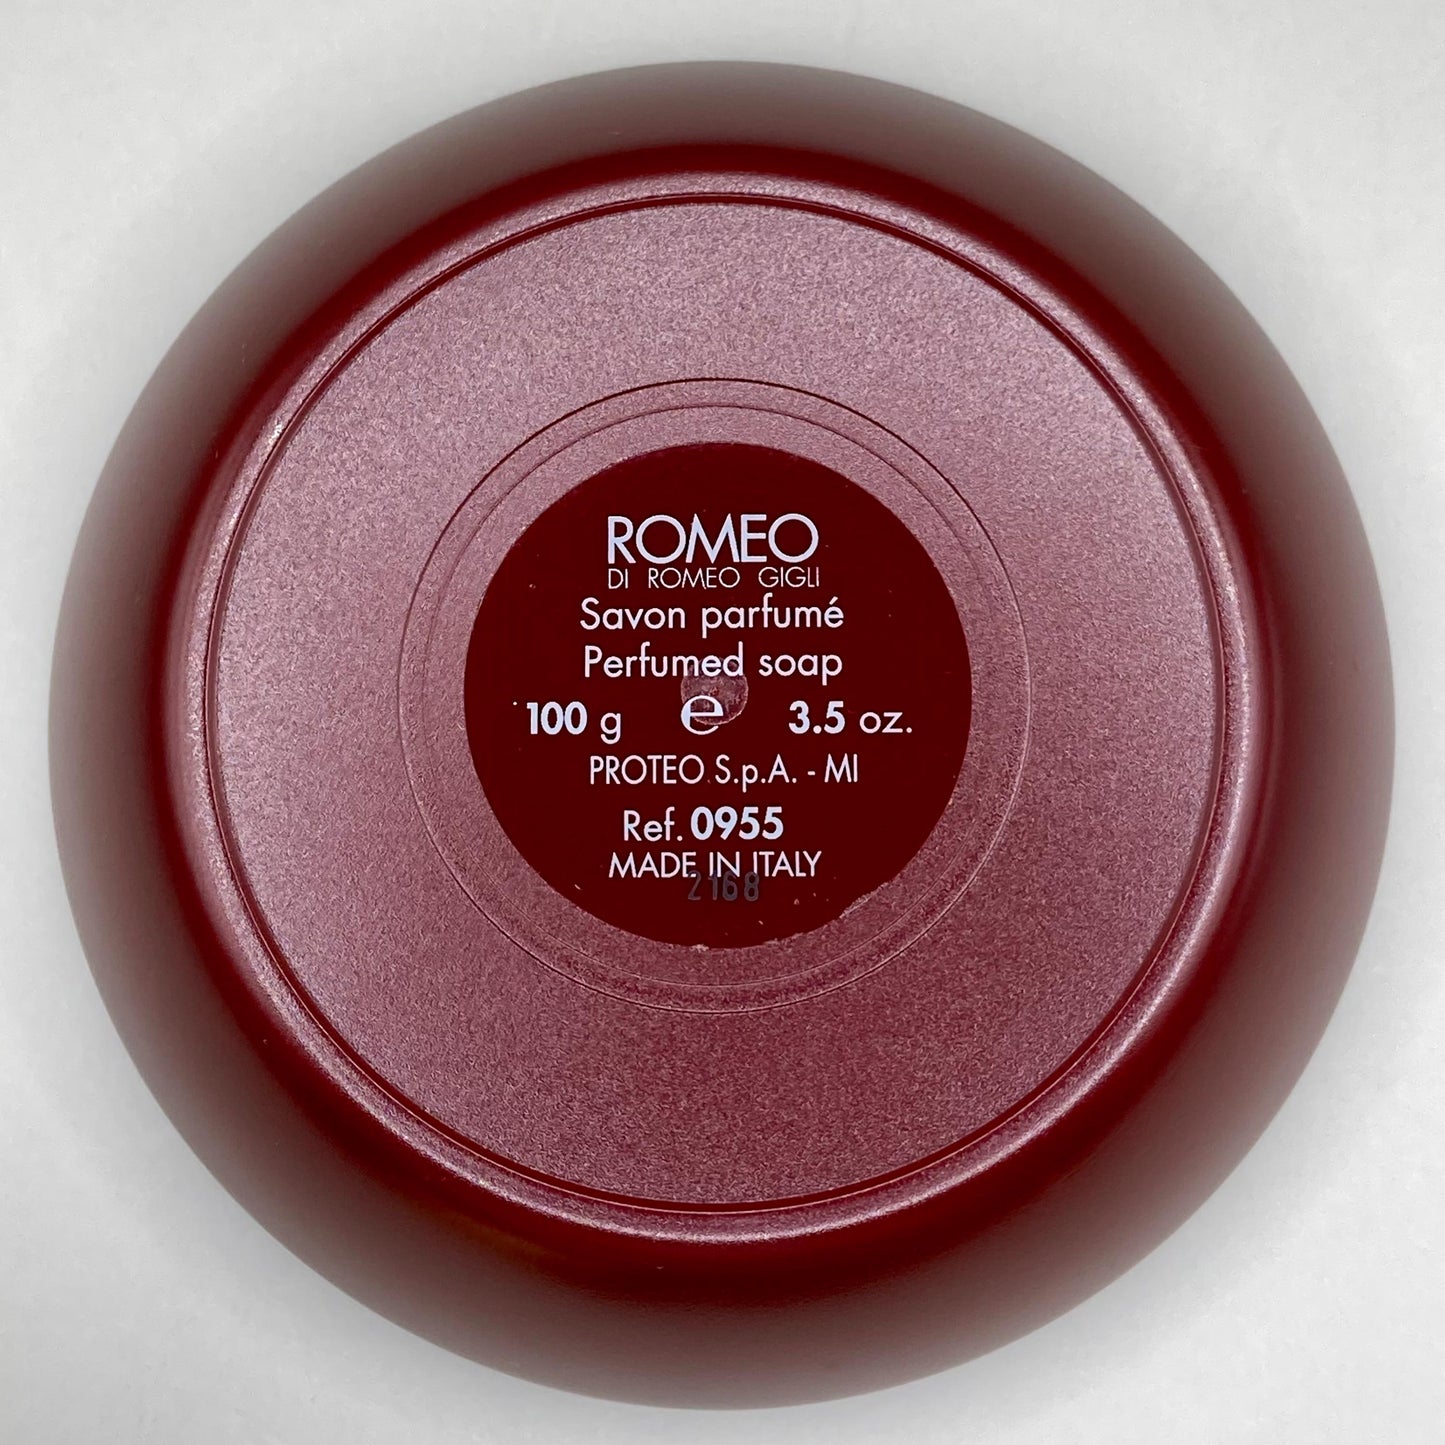 ROMEO
DI ROMEO GIGLI
Savon parfumé
Perfumed soap
100 g ℮ 3.5 oz.
PROTEO S.p.A. - MI
Ref. 0955
MADE IN ITALY
2168